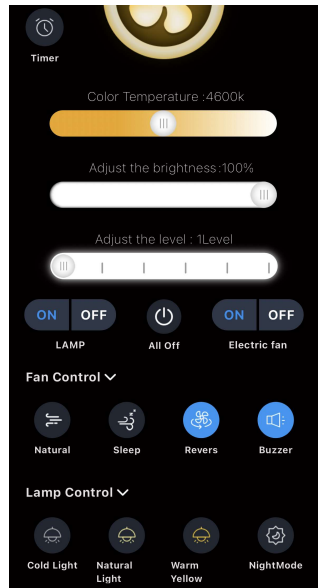 Timer
Color Temperature :4600k
Adjust the brightness:100%
Adjust the level : 1Level
ON OFF ON OFF
LAMP All Off Electric fan
Fan Control
Natural Sleep Revers Buzzer
Lamp Control
Cold Light Natural Warm NightMode
Light Yellow